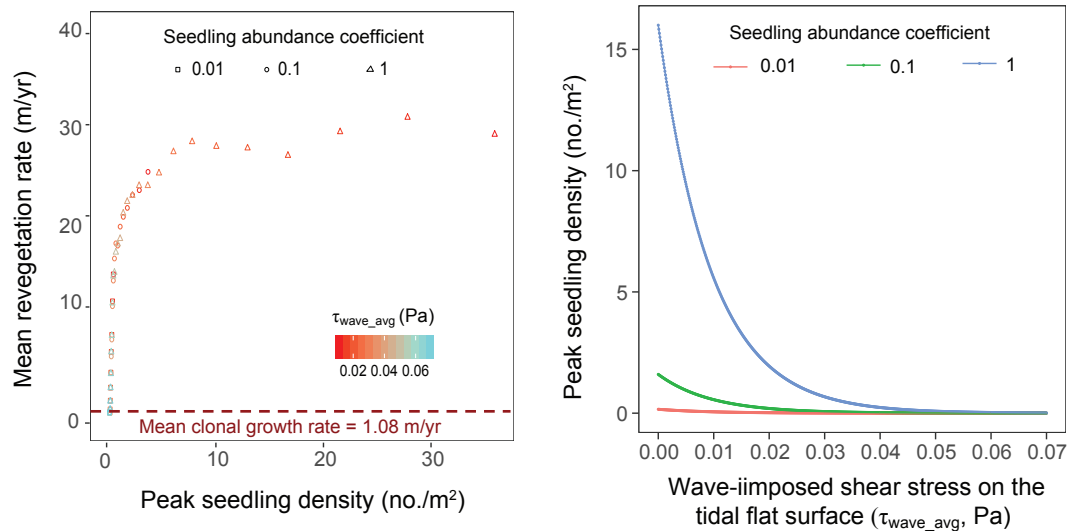 Seedling abundance coefficient
0.01 0.1 1
Mean revegetation rate (m/yr)
40
30
20
10
0
τwave_avg (Pa)
0.02 0.04 0.06
Mean clonal growth rate = 1.08 m/yr
0 10 20 30
Peak seedling density (no./m²)
Seedling abundance coefficient
0.01 0.1 1
Peak seedling density (no./m²)
15
10
5
0
0.00 0.01 0.02 0.03 0.04 0.05 0.06 0.07
Wave-iimposed shear stress on the
tidal flat surface (τwave_avg, Pa)